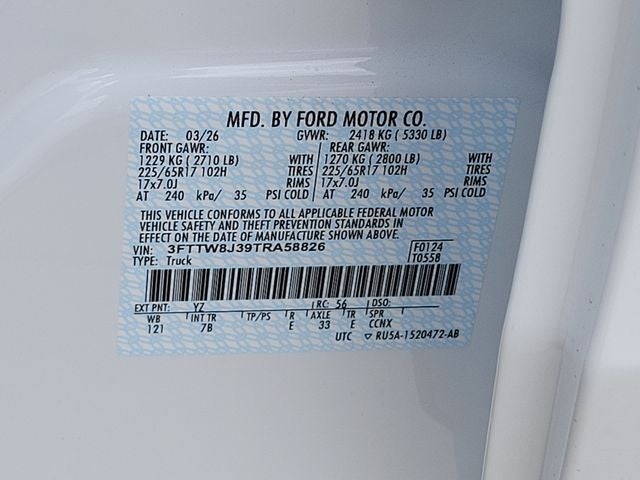 MFD. BY FORD MOTOR CO.
DATE: 03/26 GVWR: 2418 KG ( 5330 LB)
FRONT GAWR: REAR GAWR:
1229 KG ( 2710 LB) WITH 1270 KG ( 2800 LB) WITH
225/65R17 102H TIRES 225/65R17 102H TIRES
17x7.0J RIMS 17x7.0J RIMS
AT 240 kPa/ 35 PSI COLD AT 240 kPa/ 35 PSI COLD
THIS VEHICLE CONFORMS TO ALL APPLICABLE FEDERAL MOTOR
VEHICLE SAFETY AND THEFT PREVENTION STANDARDS IN
EFFECT ON THE DATE OF MANUFACTURE SHOWN ABOVE.
VIN: 3FTTW8J39TRA58826 F0124
TYPE: Truck T0558
EXT PNT: YZ RC: 56 DSO:
WB INT TR TP/PS R AXLE TR SPR
121 7B E 33 E CCNX
UTC ▽ RU5A-1520472-AB